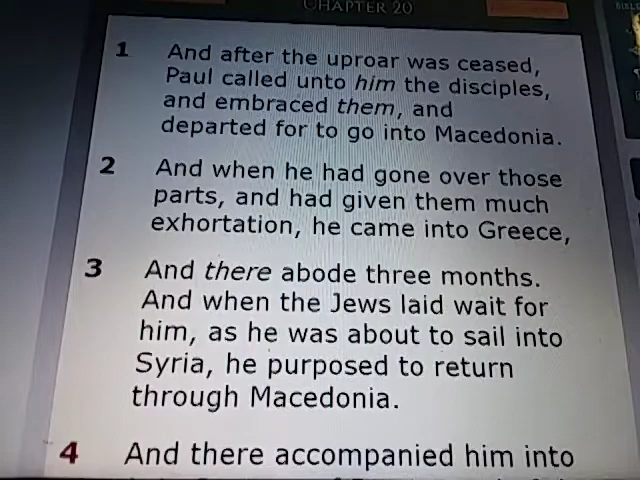 CHAPTER 20
1 And after the uproar was ceased,
Paul called unto him the disciples,
and embraced them, and
departed for to go into Macedonia.
2 And when he had gone over those
parts, and had given them much
exhortation, he came into Greece,
3 And there abode three months.
And when the Jews laid wait for
him, as he was about to sail into
Syria, he purposed to return
through Macedonia.
4 And there accompanied him into